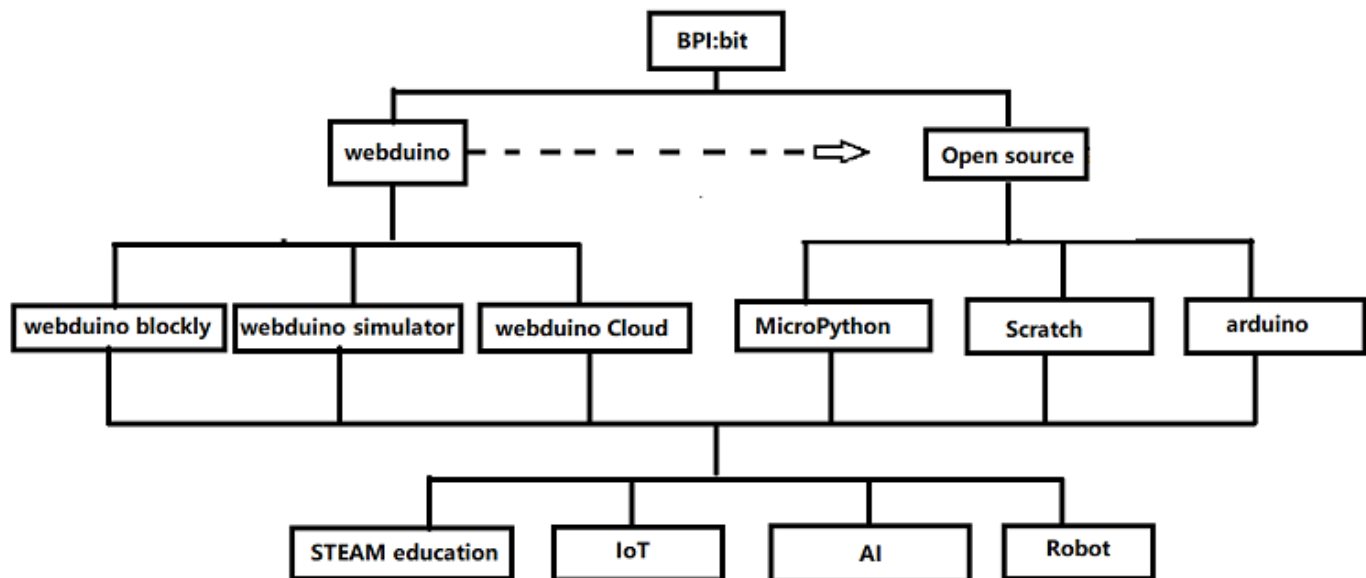 BPI:bit
webduino
Open source
webduino blockly
webduino simulator
webduino Cloud
MicroPython
Scratch
arduino
STEAM education
IoT
AI
Robot